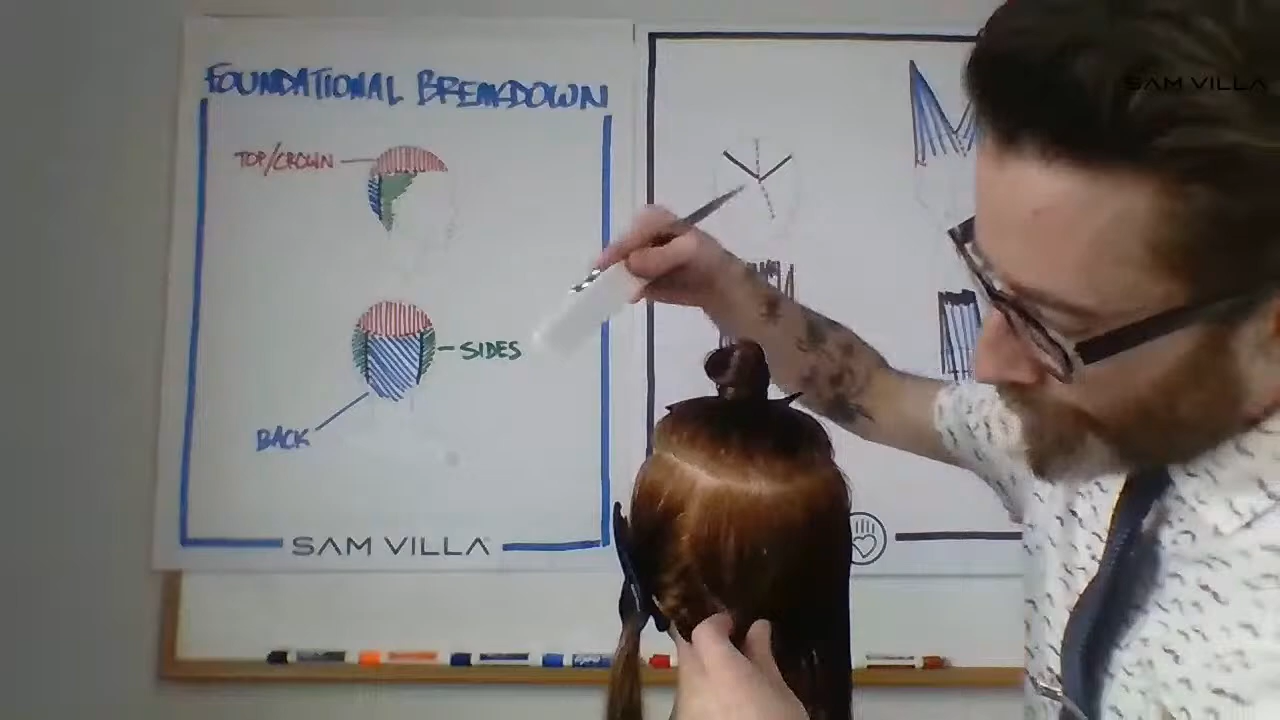 FOUNDATIONAL BREAKDOWN
TOP/CROWN
SIDES
BACK
SAM VILLA
SAM VILLA